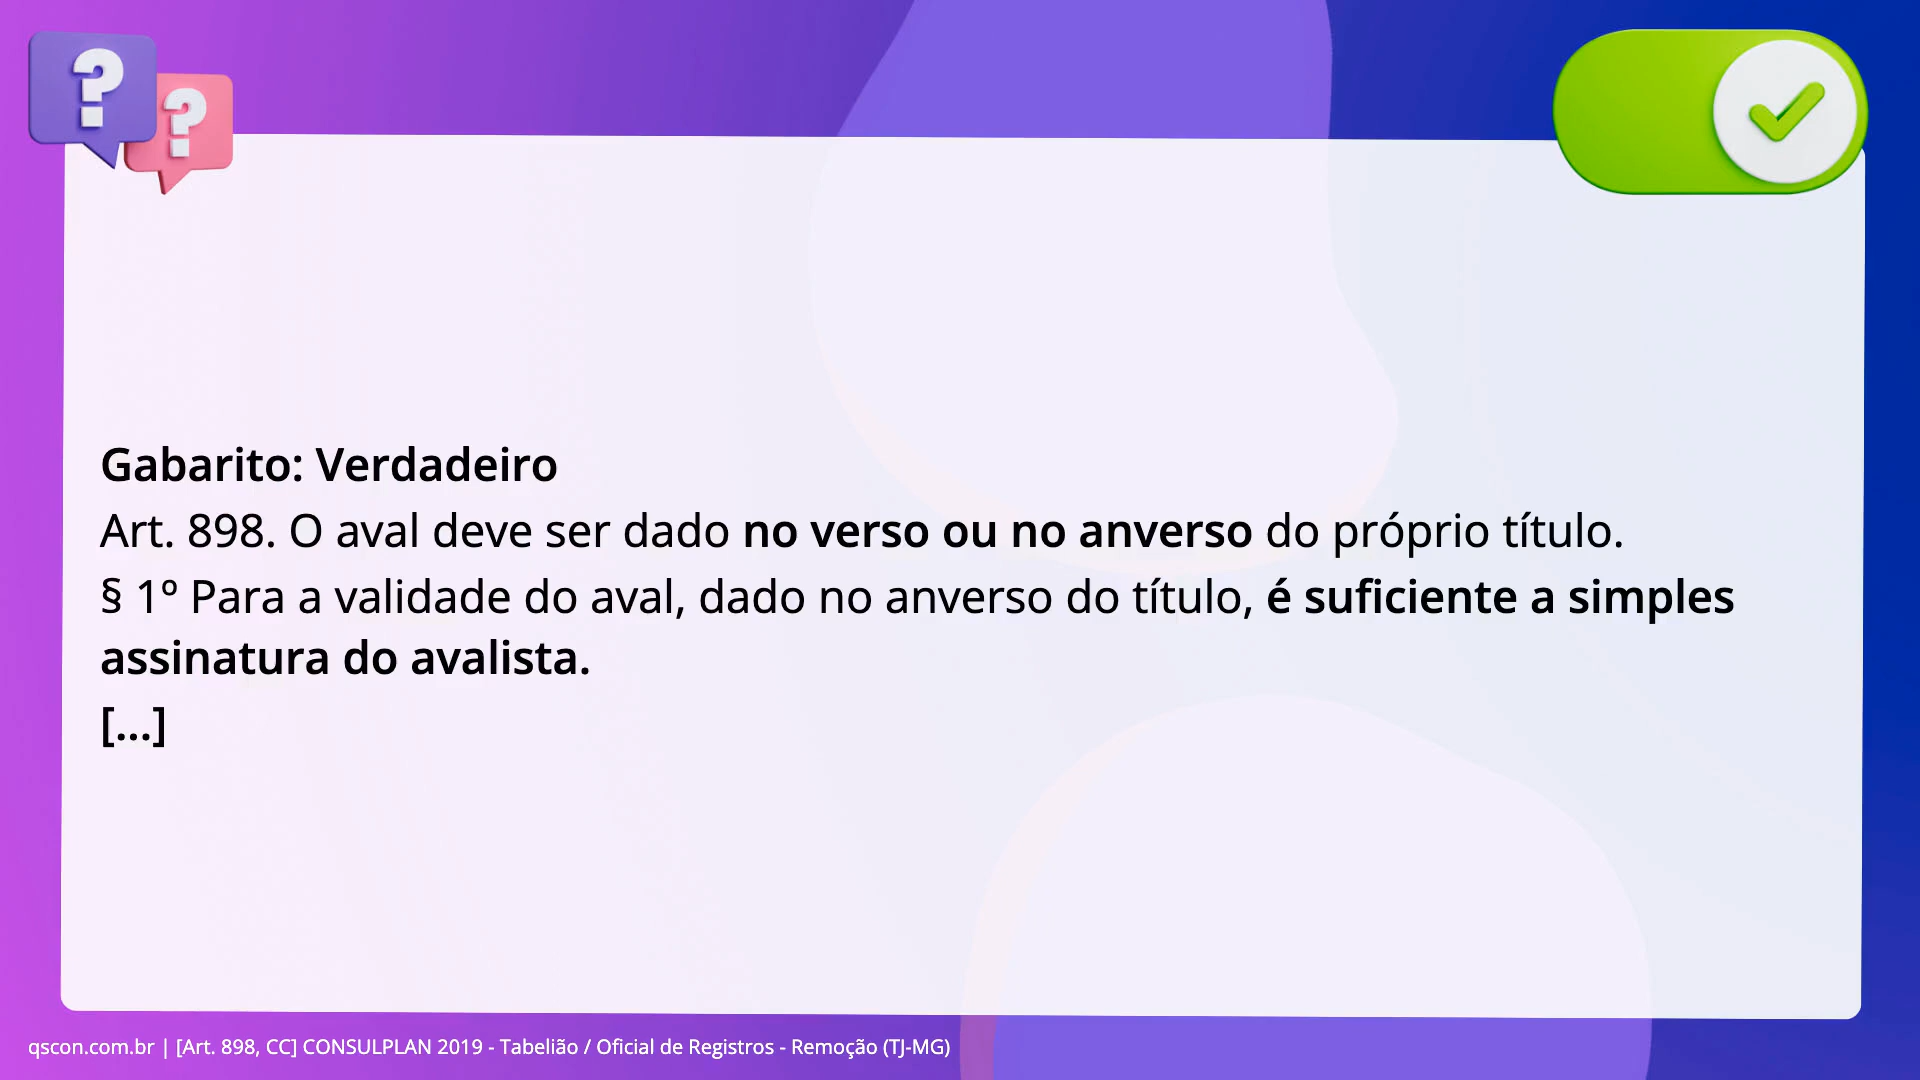 Gabarito: Verdadeiro
Art. 898. O aval deve ser dado no verso ou no anverso do próprio título.
§ 1º Para a validade do aval, dado no anverso do título, é suficiente a simples
assinatura do avalista.
[...]
qscon.com.br | [Art. 898, CC] CONSULPLAN 2019 - Tabelião / Oficial de Registros - Remoção (TJ-MG)